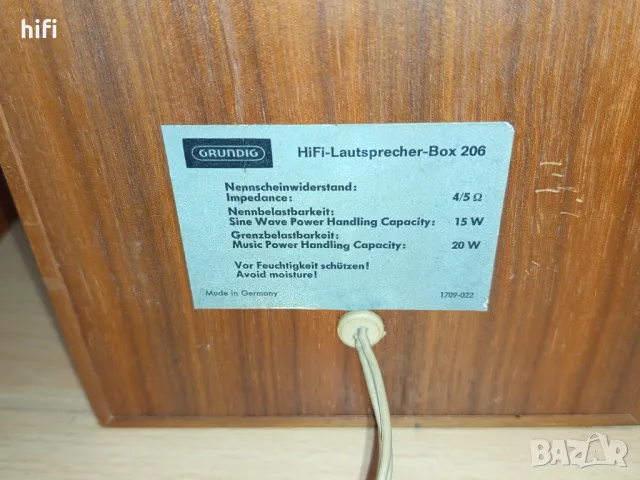 hifi
GRUNDIG
HiFi-Lautsprecher-Box 206
Nennscheinwiderstand:
Impedance: 4/5 Ω
Nennbelastbarkeit:
Sine Wave Power Handling Capacity: 15 W
Grenzbelastbarkeit:
Music Power Handling Capacity: 20 W
Vor Feuchtigkeit schützen!
Avoid moisture!
Made in Germany 1709-022
BAZAR